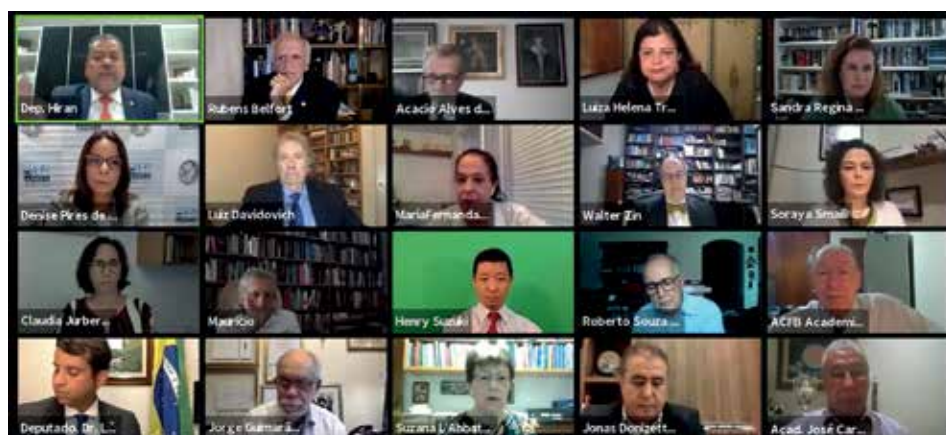 Dep. Hiran
Rubens Belfort
Acacio Alves d...
Luiza Helena Tr...
Sandra Regina ...
Denise Pires de ...
Luiz Davidovich
MariaFernanda...
Walter Zin
Soraya Smaili
Claudia Jurber...
Mauricio
Henry Suzuki
Roberto Souza ...
ACFB Academi...
Deputado. Dr. L...
Jorge Guimarã...
Suzana L Abbat...
Jonas Donizett...
Acad. José Car...